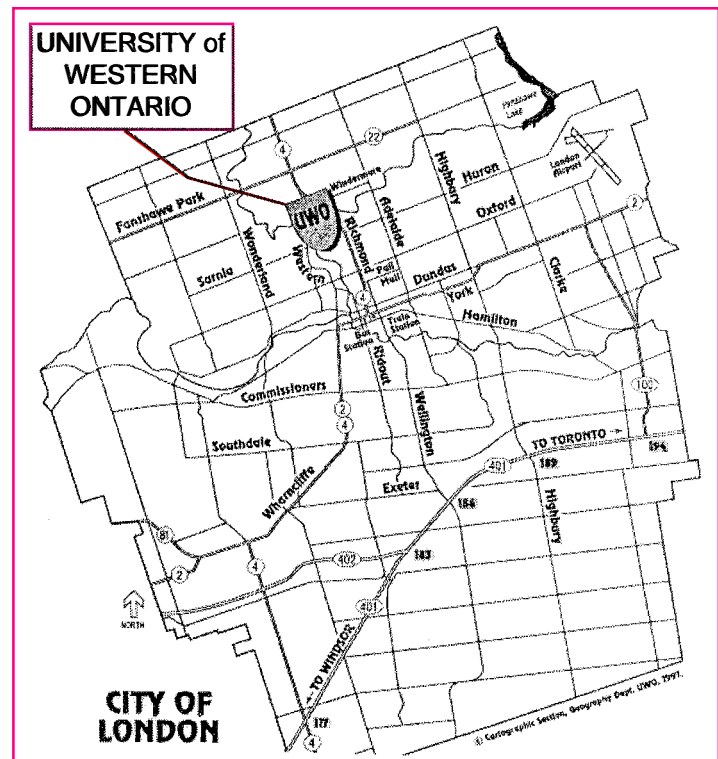 UNIVERSITY of
WESTERN
ONTARIO
Fanshawe
Lake
22
4
London
Airport
Windermere
Highbury
Huron
Fanshawe Park
UWO
Adelaide
Oxford
2
Wonderland
Western
Richmond
Sarnia
Pall
Mall
Dundas
Clarke
York
4
Hamilton
Train
Station
Bus
Station
Ridout
Commissioners
Wellington
100
2
4
Southdale
TO TORONTO →
194
401
189
Exeter
Wharncliffe
186
Highbury
81
402
183
2
4
401
NORTH
← TO WINDSOR
CITY OF
LONDON
177
4
© Cartographic Section, Geography Dept. UWO, 1997.